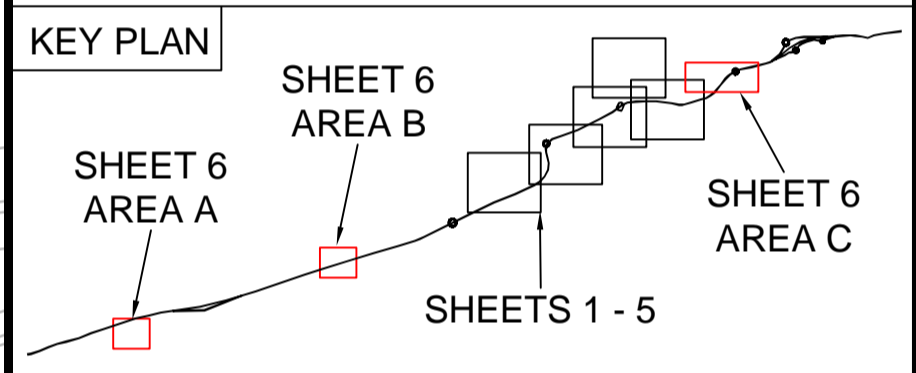 KEY PLAN
SHEET 6
AREA B
SHEET 6
AREA A
SHEET 6
AREA C
SHEETS 1 - 5